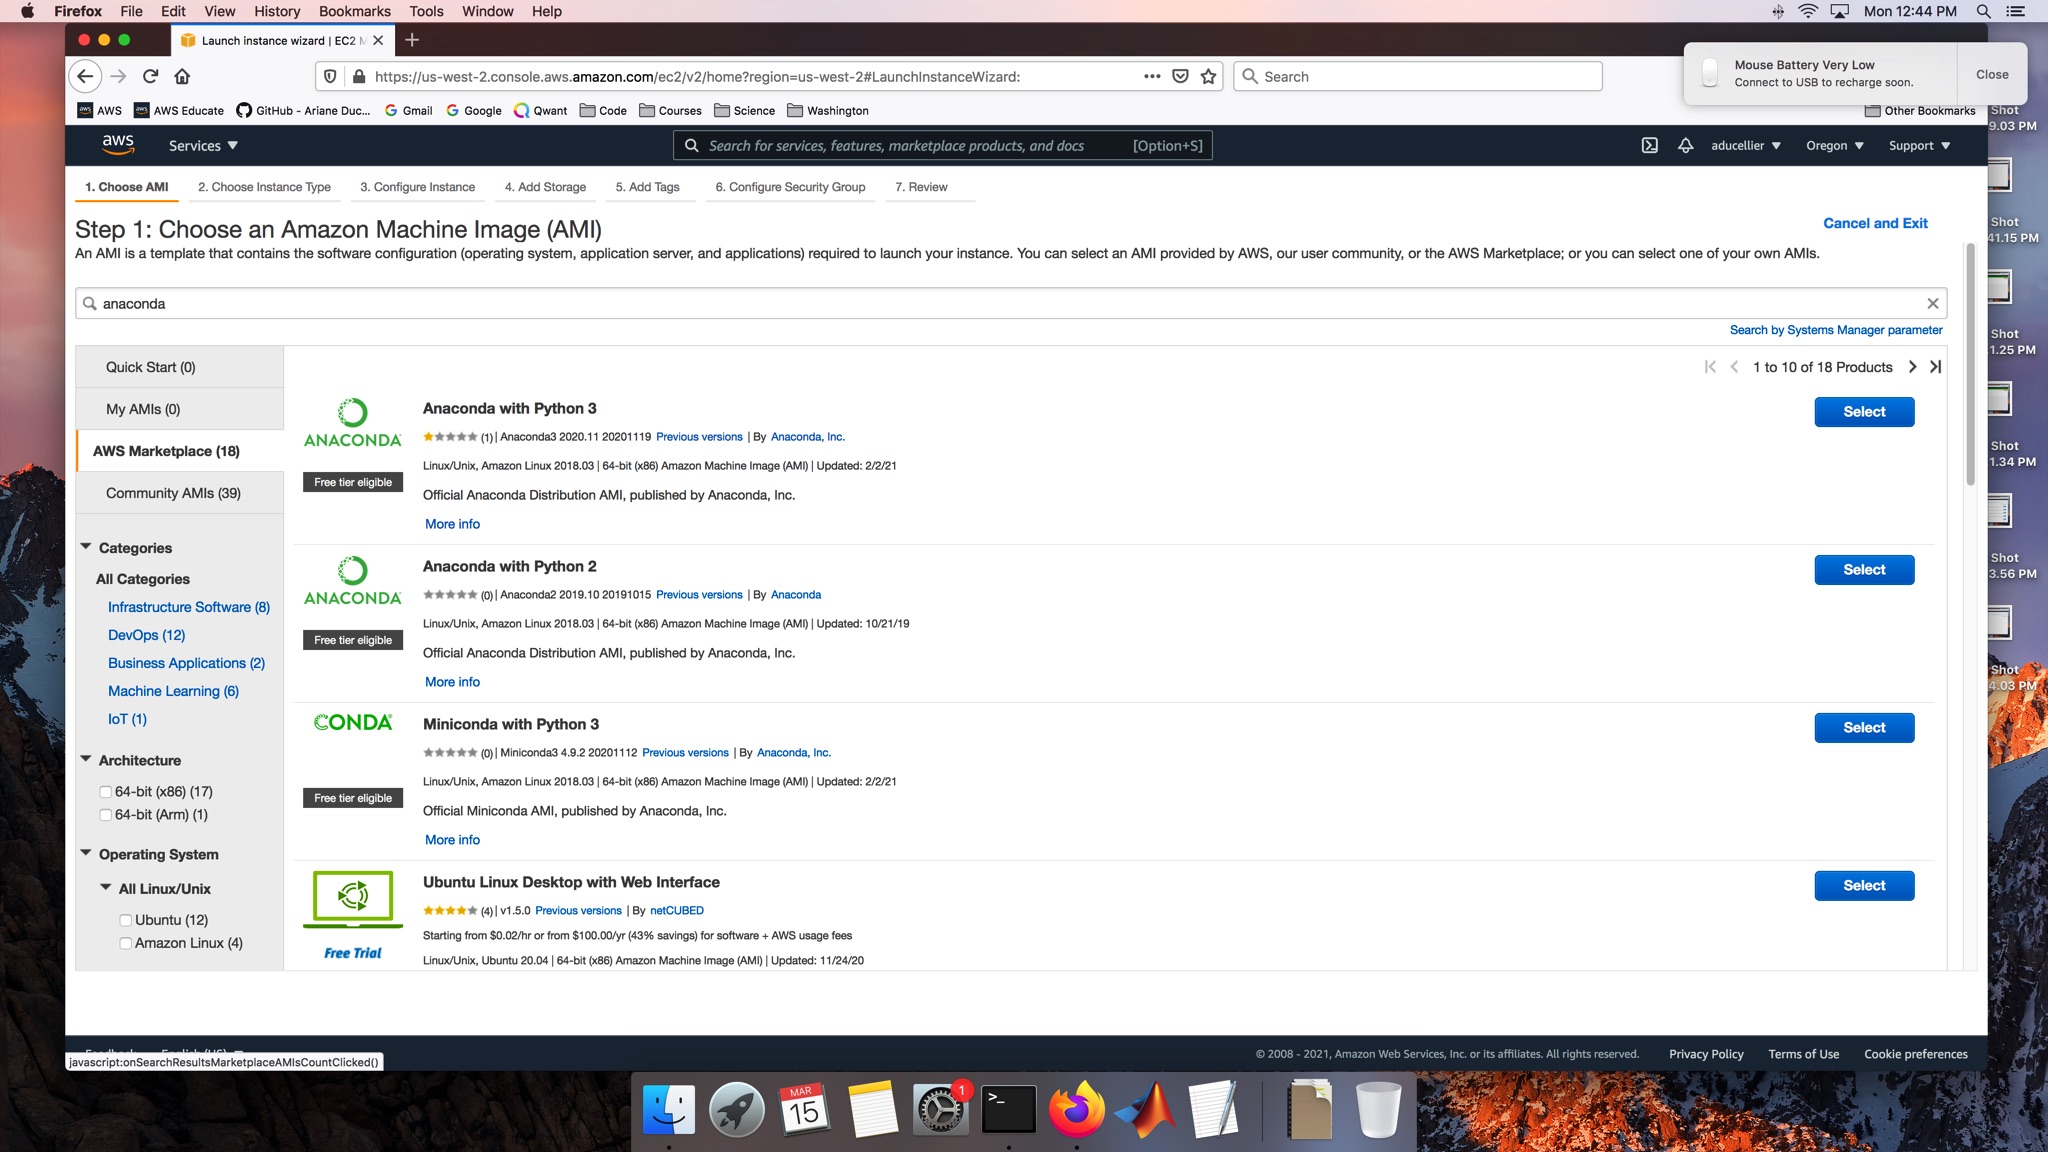 Firefox File Edit View History Bookmarks Tools Window Help Mon 12:44 PM
Launch instance wizard | EC2 M
Mouse Battery Very Low
Connect to USB to recharge soon.
Close
https://us-west-2.console.aws.amazon.com/ec2/v2/home?region=us-west-2#LaunchInstanceWizard:
Search
AWS AWS Educate GitHub - Ariane Duc... Gmail Google Qwant Code Courses Science Washington Other Bookmarks
Shot
9.03 PM
aws Services Search for services, features, marketplace products, and docs [Option+S] aducellier Oregon Support
1. Choose AMI 2. Choose Instance Type 3. Configure Instance 4. Add Storage 5. Add Tags 6. Configure Security Group 7. Review
Step 1: Choose an Amazon Machine Image (AMI)
Cancel and Exit
Shot
41.15 PM
An AMI is a template that contains the software configuration (operating system, application server, and applications) required to launch your instance. You can select an AMI provided by AWS, our user community, or the AWS Marketplace; or you can select one of your own AMIs.
anaconda
Search by Systems Manager parameter
Shot
1.25 PM
Quick Start (0)
My AMIs (0)
AWS Marketplace (18)
Community AMIs (39)
Categories
All Categories
Infrastructure Software (8)
DevOps (12)
Business Applications (2)
Machine Learning (6)
IoT (1)
Architecture
64-bit (x86) (17)
64-bit (Arm) (1)
Operating System
All Linux/Unix
Ubuntu (12)
Amazon Linux (4)
1 to 10 of 18 Products
ANACONDA
Free tier eligible
Anaconda with Python 3
(1) | Anaconda3 2020.11 20201119 Previous versions | By Anaconda, Inc.
Linux/Unix, Amazon Linux 2018.03 | 64-bit (x86) Amazon Machine Image (AMI) | Updated: 2/2/21
Official Anaconda Distribution AMI, published by Anaconda, Inc.
More info
Select
Shot
1.34 PM
ANACONDA
Free tier eligible
Anaconda with Python 2
(0) | Anaconda2 2019.10 20191015 Previous versions | By Anaconda
Linux/Unix, Amazon Linux 2018.03 | 64-bit (x86) Amazon Machine Image (AMI) | Updated: 10/21/19
Official Anaconda Distribution AMI, published by Anaconda, Inc.
More info
Select
Shot
3.56 PM
CONDA
Free tier eligible
Miniconda with Python 3
(0) | Miniconda3 4.9.2 20201112 Previous versions | By Anaconda, Inc.
Linux/Unix, Amazon Linux 2018.03 | 64-bit (x86) Amazon Machine Image (AMI) | Updated: 2/2/21
Official Miniconda AMI, published by Anaconda, Inc.
More info
Select
Shot
4.03 PM
Free Trial
Ubuntu Linux Desktop with Web Interface
(4) | v1.5.0 Previous versions | By netCUBED
Starting from $0.02/hr or from $100.00/yr (43% savings) for software + AWS usage fees
Linux/Unix, Ubuntu 20.04 | 64-bit (x86) Amazon Machine Image (AMI) | Updated: 11/24/20
Select
javascript:onSearchResultsMarketplaceAMIsCountClicked()
© 2008 - 2021, Amazon Web Services, Inc. or its affiliates. All rights reserved. Privacy Policy Terms of Use Cookie preferences
MAR
15
1
>_